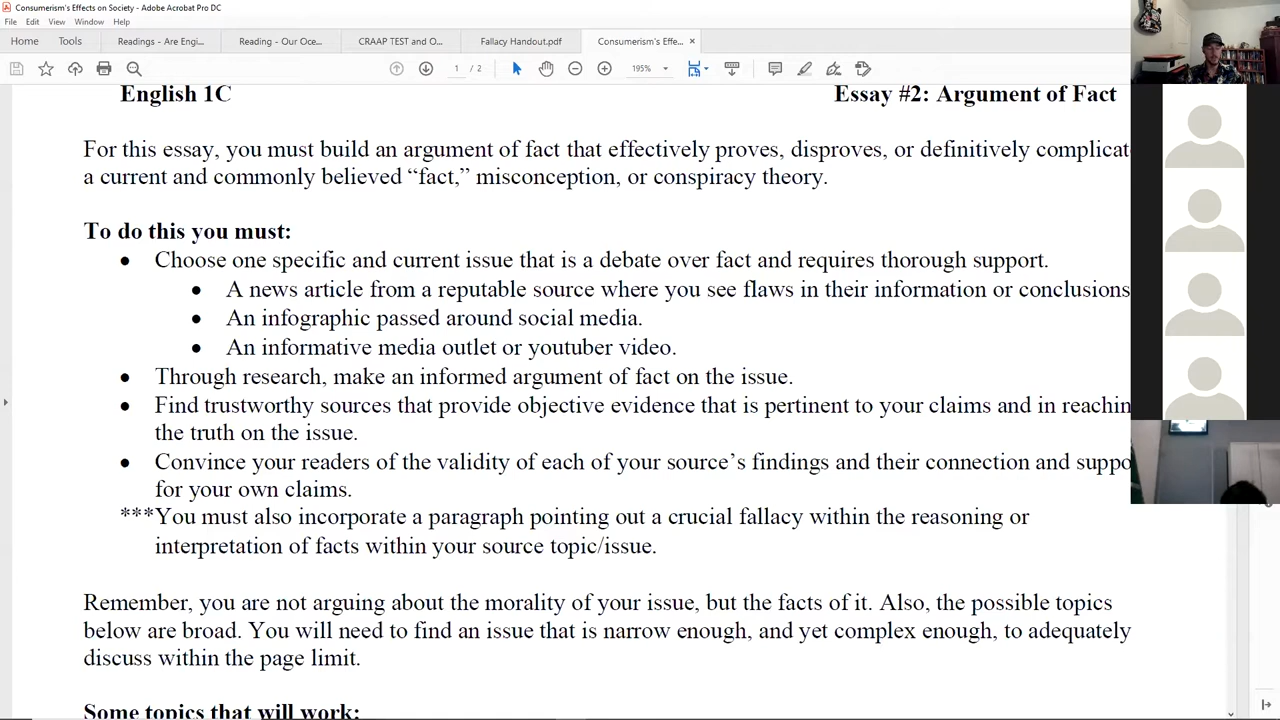 Consumerism's Effects on Society - Adobe Acrobat Pro DC
File Edit View Window Help
Home Tools Readings - Are Engi... Reading - Our Oce... CRAAP TEST and O... Fallacy Handout.pdf Consumerism's Effe... ×
1 / 2 195%
English 1C Essay #2: Argument of Fact
For this essay, you must build an argument of fact that effectively proves, disproves, or definitively complicat
a current and commonly believed “fact,” misconception, or conspiracy theory.
To do this you must:
• Choose one specific and current issue that is a debate over fact and requires thorough support.
• A news article from a reputable source where you see flaws in their information or conclusions
• An infographic passed around social media.
• An informative media outlet or youtuber video.
• Through research, make an informed argument of fact on the issue.
• Find trustworthy sources that provide objective evidence that is pertinent to your claims and in reachin
the truth on the issue.
• Convince your readers of the validity of each of your source’s findings and their connection and suppo
for your own claims.
***You must also incorporate a paragraph pointing out a crucial fallacy within the reasoning or
interpretation of facts within your source topic/issue.
Remember, you are not arguing about the morality of your issue, but the facts of it. Also, the possible topics
below are broad. You will need to find an issue that is narrow enough, and yet complex enough, to adequately
discuss within the page limit.
Some topics that will work: